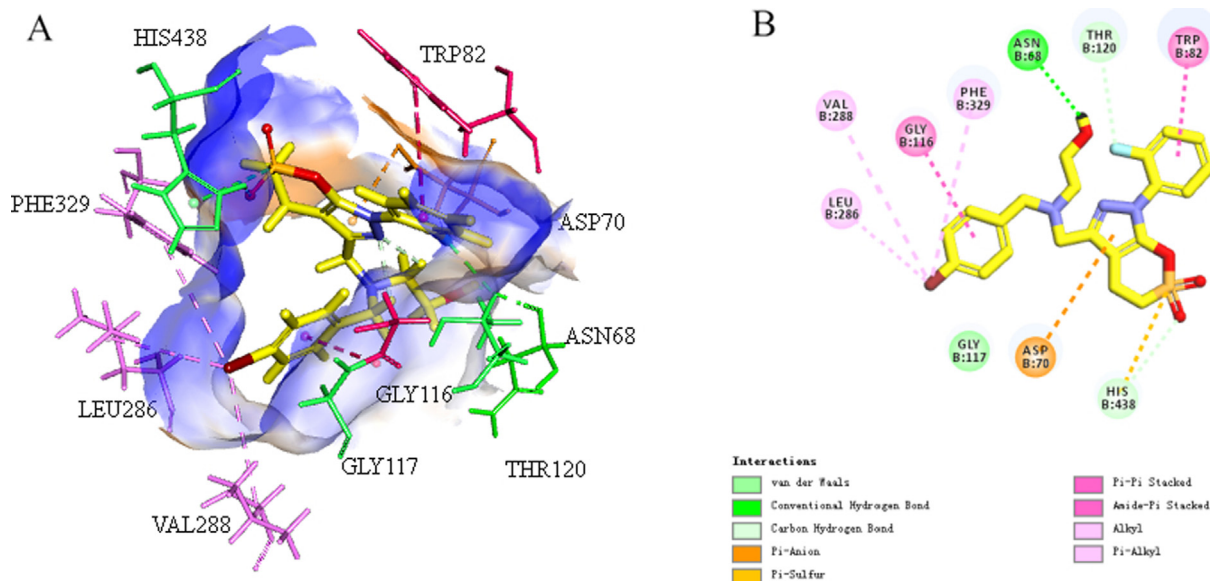 A
HIS438
TRP82
PHE329
ASP70
ASN68
LEU286
GLY116
GLY117
THR120
VAL288
B
ASN
B:68
THR
B:120
TRP
B:82
VAL
B:288
PHE
B:329
GLY
B:116
LEU
B:286
GLY
B:117
ASP
B:70
HIS
B:438
Interactions
van der Waals
Conventional Hydrogen Bond
Carbon Hydrogen Bond
Pi-Anion
Pi-Sulfur
Pi-Pi Stacked
Amide-Pi Stacked
Alkyl
Pi-Alkyl